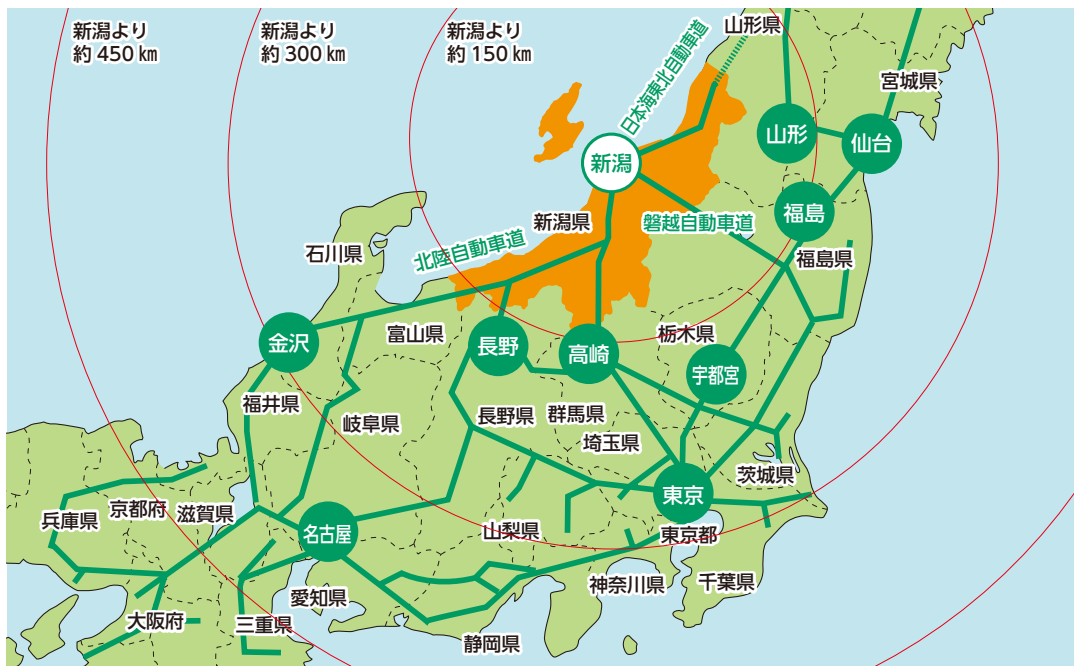 新潟より
約 450 ㎞
新潟より
約 300 ㎞
新潟より
約 150 ㎞
山形県
日本海東北自動車道
宮城県
山形
仙台
新潟
福島
新潟県
磐越自動車道
北陸自動車道
石川県
福島県
富山県
栃木県
金沢
長野
高崎
宇都宮
福井県
岐阜県
長野県
群馬県
埼玉県
茨城県
東京
兵庫県
京都府
滋賀県
名古屋
山梨県
東京都
神奈川県
千葉県
愛知県
大阪府
三重県
静岡県